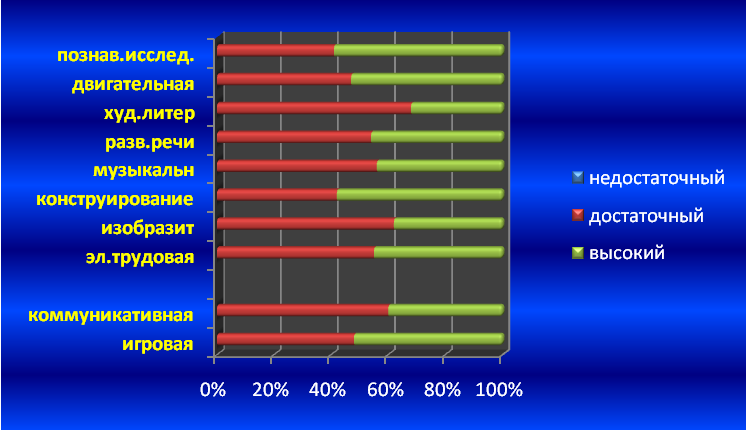 познав.исслед.
двигательная
худ.литер
разв.речи
музыкальн
конструирование
изобразит
эл.трудовая
коммуникативная
игровая
0% 20% 40% 60% 80% 100%
недостаточный
достаточный
высокий